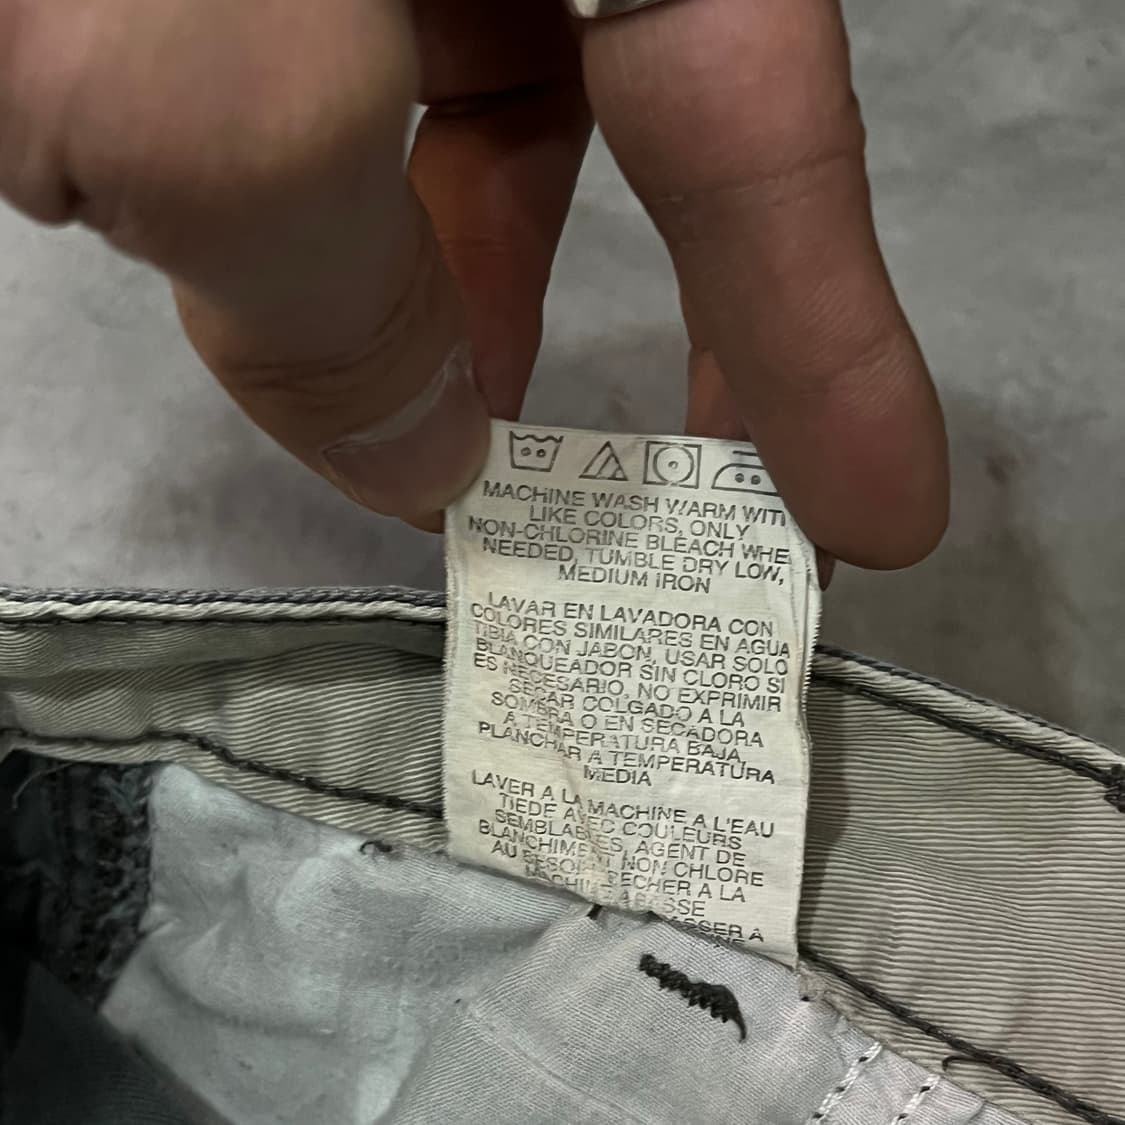 MACHINE WASH WARM WITH
LIKE COLORS, ONLY
NON-CHLORINE BLEACH WHE
NEEDED, TUMBLE DRY LOW,
MEDIUM IRON
LAVAR EN LAVADORA CON
COLORES SIMILARES EN AGUA
TIBIA CON JABON, USAR SOLO
BLANQUEADOR SIN CLORO SI
ES NECESARIO, NO EXPRIMIR
SECAR COLGADO A LA
SOMBRA O EN SECADORA
A TEMPERATURA BAJA,
PLANCHAR A TEMPERATURA
MEDIA
LAVER A LA MACHINE A L'EAU
TIEDE AVEC COULEURS
SEMBLABLES, AGENT DE
BLANCHIMENT NON CHLORE
AU BESOIN SECHER A LA
MACHINE A BASSE